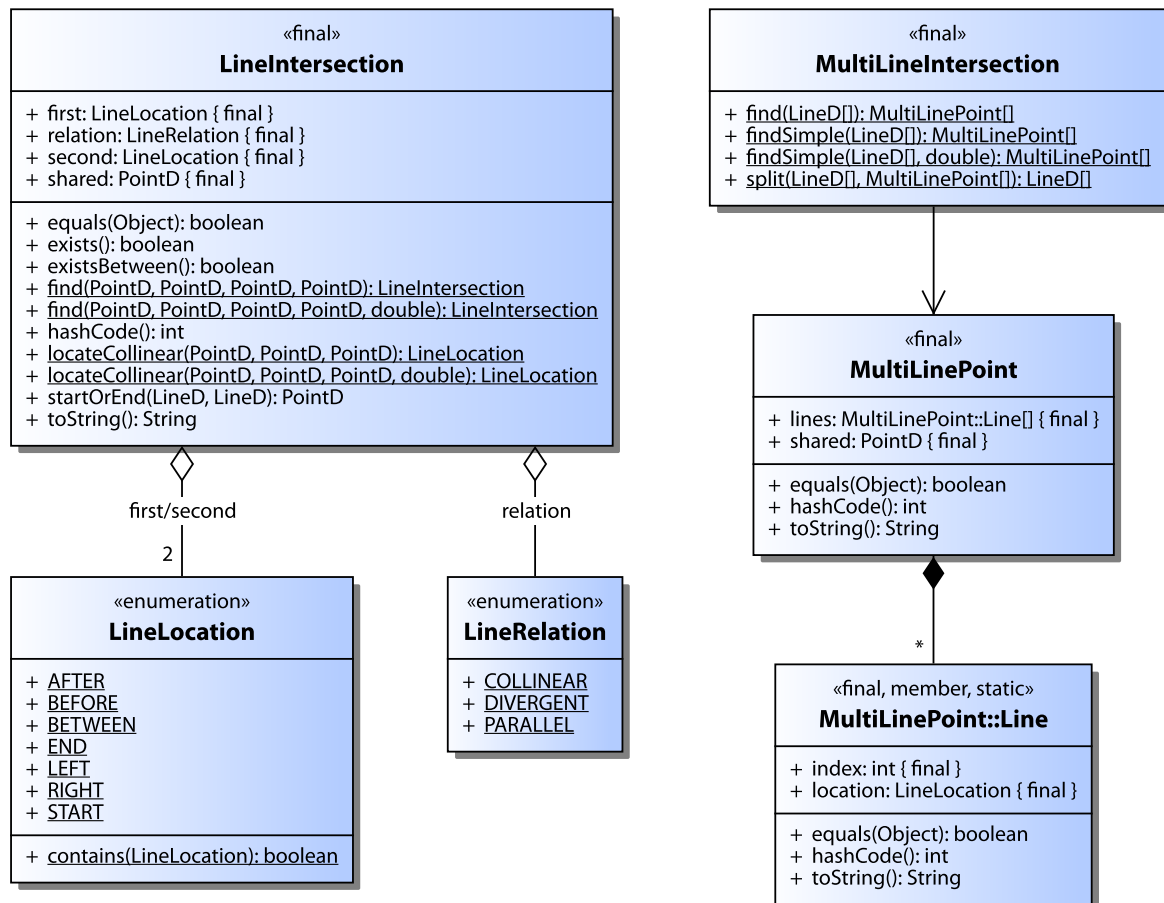 «final»
LineIntersection
+ first: LineLocation { final }
+ relation: LineRelation { final }
+ second: LineLocation { final }
+ shared: PointD { final }
+ equals(Object): boolean
+ exists(): boolean
+ existsBetween(): boolean
+ find(PointD, PointD, PointD, PointD): LineIntersection
+ find(PointD, PointD, PointD, PointD, double): LineIntersection
+ hashCode(): int
+ locateCollinear(PointD, PointD, PointD): LineLocation
+ locateCollinear(PointD, PointD, PointD, double): LineLocation
+ startOrEnd(LineD, LineD): PointD
+ toString(): String
first/second
2
relation
«enumeration»
LineLocation
+ AFTER
+ BEFORE
+ BETWEEN
+ END
+ LEFT
+ RIGHT
+ START
+ contains(LineLocation): boolean
«enumeration»
LineRelation
+ COLLINEAR
+ DIVERGENT
+ PARALLEL
«final»
MultiLineIntersection
+ find(LineD[]): MultiLinePoint[]
+ findSimple(LineD[]): MultiLinePoint[]
+ findSimple(LineD[], double): MultiLinePoint[]
+ split(LineD[], MultiLinePoint[]): LineD[]
«final»
MultiLinePoint
+ lines: MultiLinePoint::Line[] { final }
+ shared: PointD { final }
+ equals(Object): boolean
+ hashCode(): int
+ toString(): String
*
«final, member, static»
MultiLinePoint::Line
+ index: int { final }
+ location: LineLocation { final }
+ equals(Object): boolean
+ hashCode(): int
+ toString(): String